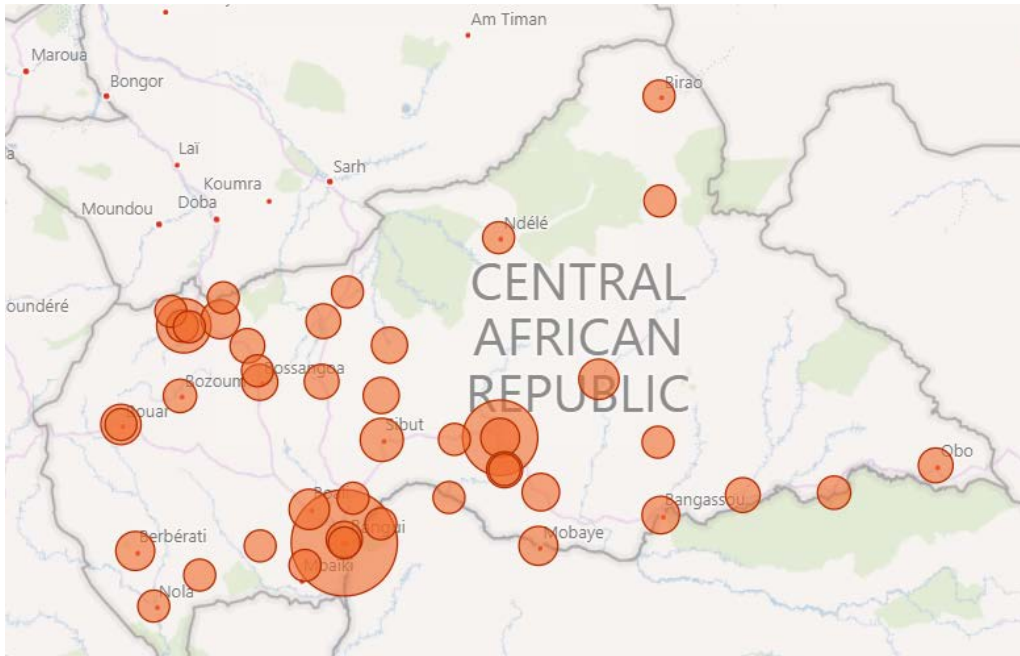 Am Timan
Maroua
Bongor
Birao
Laï
Sarh
Koumra
Doba
Moundou
Ndélé
CENTRAL
AFRICAN
REPUBLIC
oundéré
Bossangoa
Bozoum
Bouar
Sibut
Obo
Bangassou
Bangui
Mobaye
Berbérati
Mbaiki
Nola